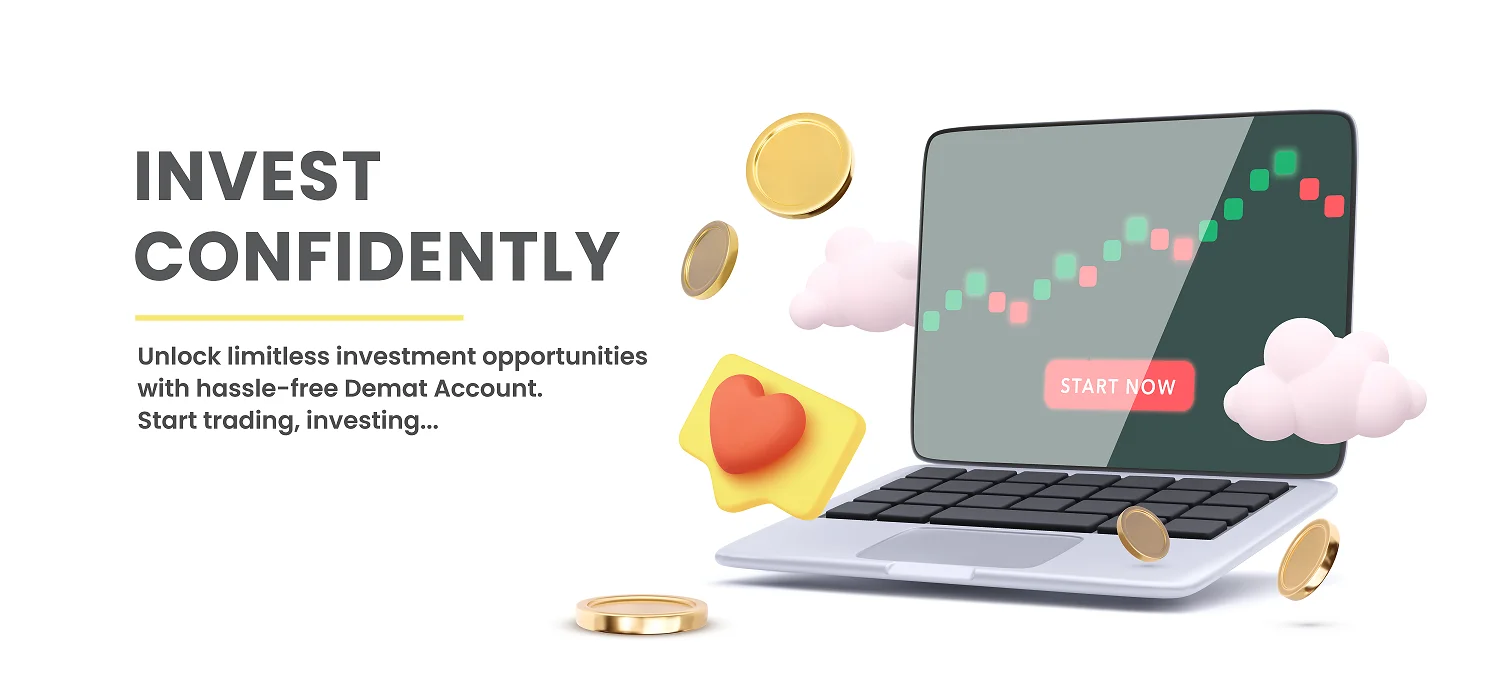 INVEST
CONFIDENTLY
Unlock limitless investment opportunities
with hassle-free Demat Account.
Start trading, investing...
START NOW